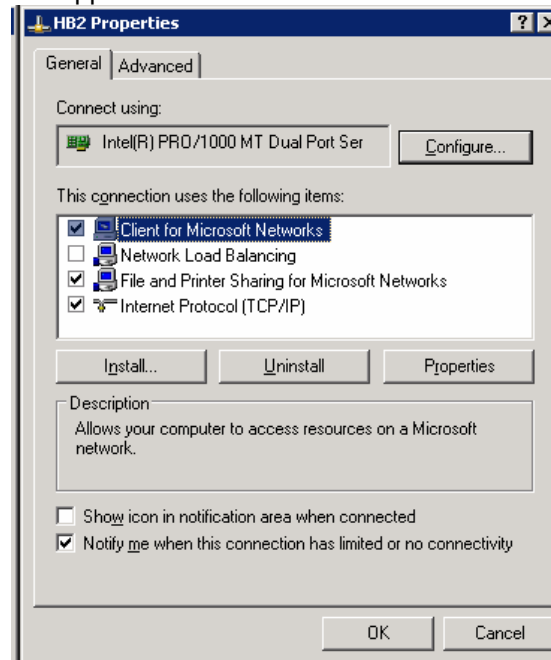 HB2 Properties
General
Advanced
Connect using:
Intel(R) PRO/1000 MT Dual Port Ser
Configure...
This connection uses the following items:
Client for Microsoft Networks
Network Load Balancing
File and Printer Sharing for Microsoft Networks
Internet Protocol (TCP/IP)
Install...
Uninstall
Properties
Description
Allows your computer to access resources on a Microsoft
network.
Show icon in notification area when connected
Notify me when this connection has limited or no connectivity
OK
Cancel